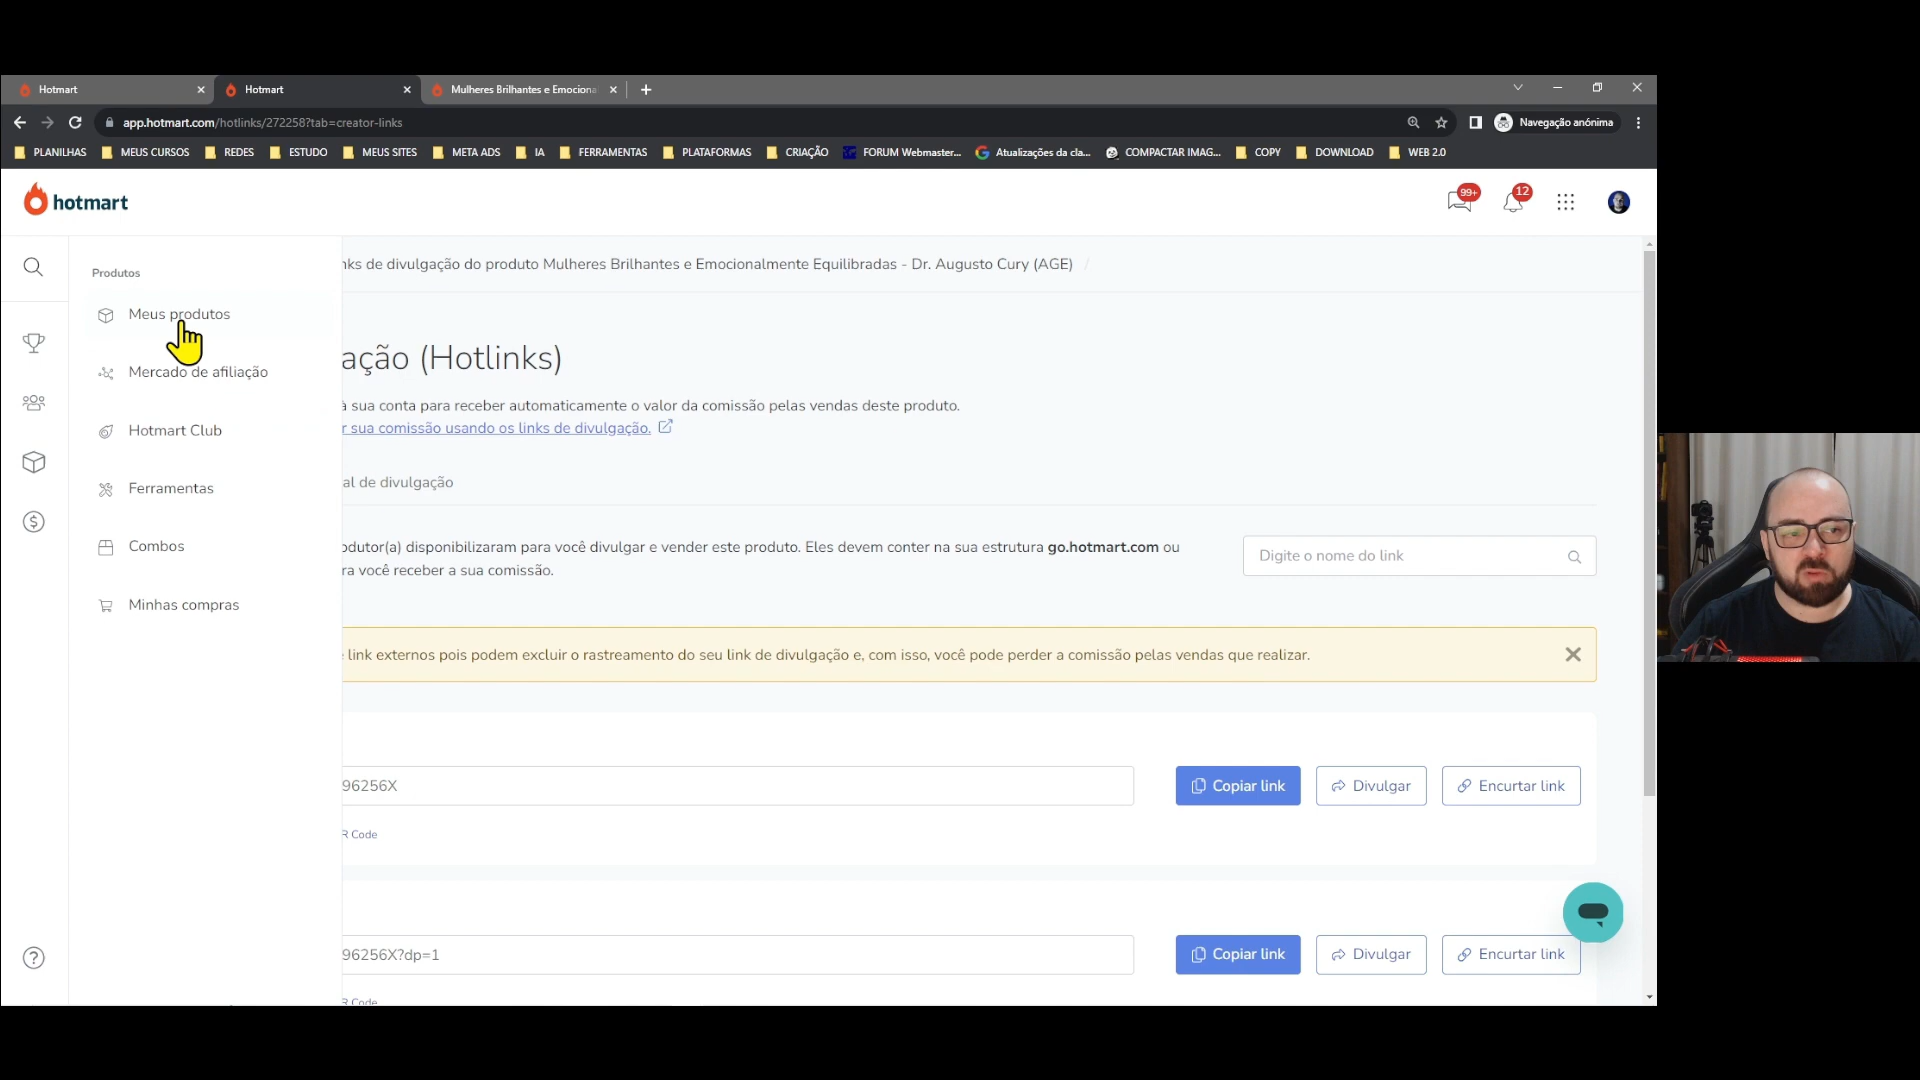 Hotmart
Hotmart
Mulheres Brilhantes e Emociona
app.hotmart.com/hotlinks/272258?tab=creator-links
Navegação anónima
PLANILHAS
MEUS CURSOS
REDES
ESTUDO
MEUS SITES
META ADS
IA
FERRAMENTAS
PLATAFORMAS
CRIAÇÃO
FORUM Webmaster...
Atualizações da cla...
COMPACTAR IMAG...
COPY
DOWNLOAD
WEB 2.0
hotmart
99+
12
Produtos
Meus produtos
Mercado de afiliação
Hotmart Club
Ferramentas
Combos
Minhas compras
nks de divulgação do produto Mulheres Brilhantes e Emocionalmente Equilibradas - Dr. Augusto Cury (AGE) /
ação (Hotlinks)
à sua conta para receber automaticamente o valor da comissão pelas vendas deste produto.
r sua comissão usando os links de divulgação.
al de divulgação
odutor(a) disponibilizaram para você divulgar e vender este produto. Eles devem conter na sua estrutura go.hotmart.com ou
ra você receber a sua comissão.
Digite o nome do link
e link externos pois podem excluir o rastreamento do seu link de divulgação e, com isso, você pode perder a comissão pelas vendas que realizar.
96256X
Copiar link
Divulgar
Encurtar link
R Code
96256X?dp=1
Copiar link
Divulgar
Encurtar link
R Code